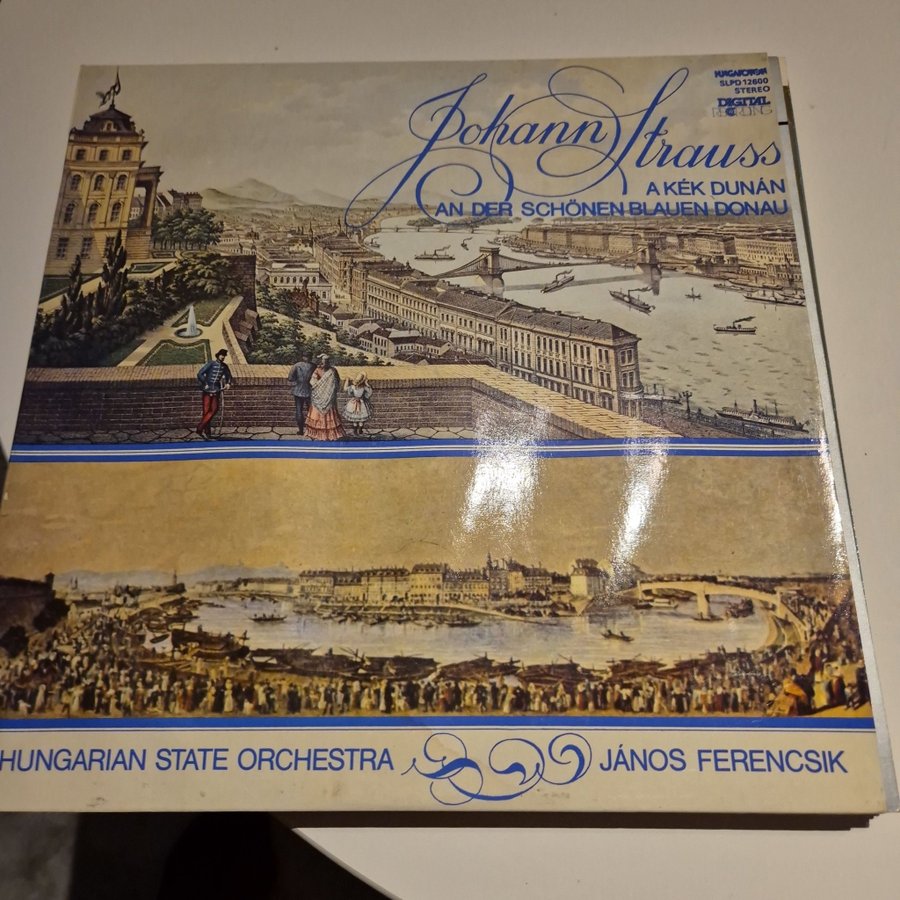 HUNGAROTON
SLPD 12600
STEREO
DIGITAL
RECORDING
Johann Strauss
A KÉK DUNÁN
AN DER SCHÖNEN BLAUEN DONAU
HUNGARIAN STATE ORCHESTRA
JÁNOS FERENCSIK